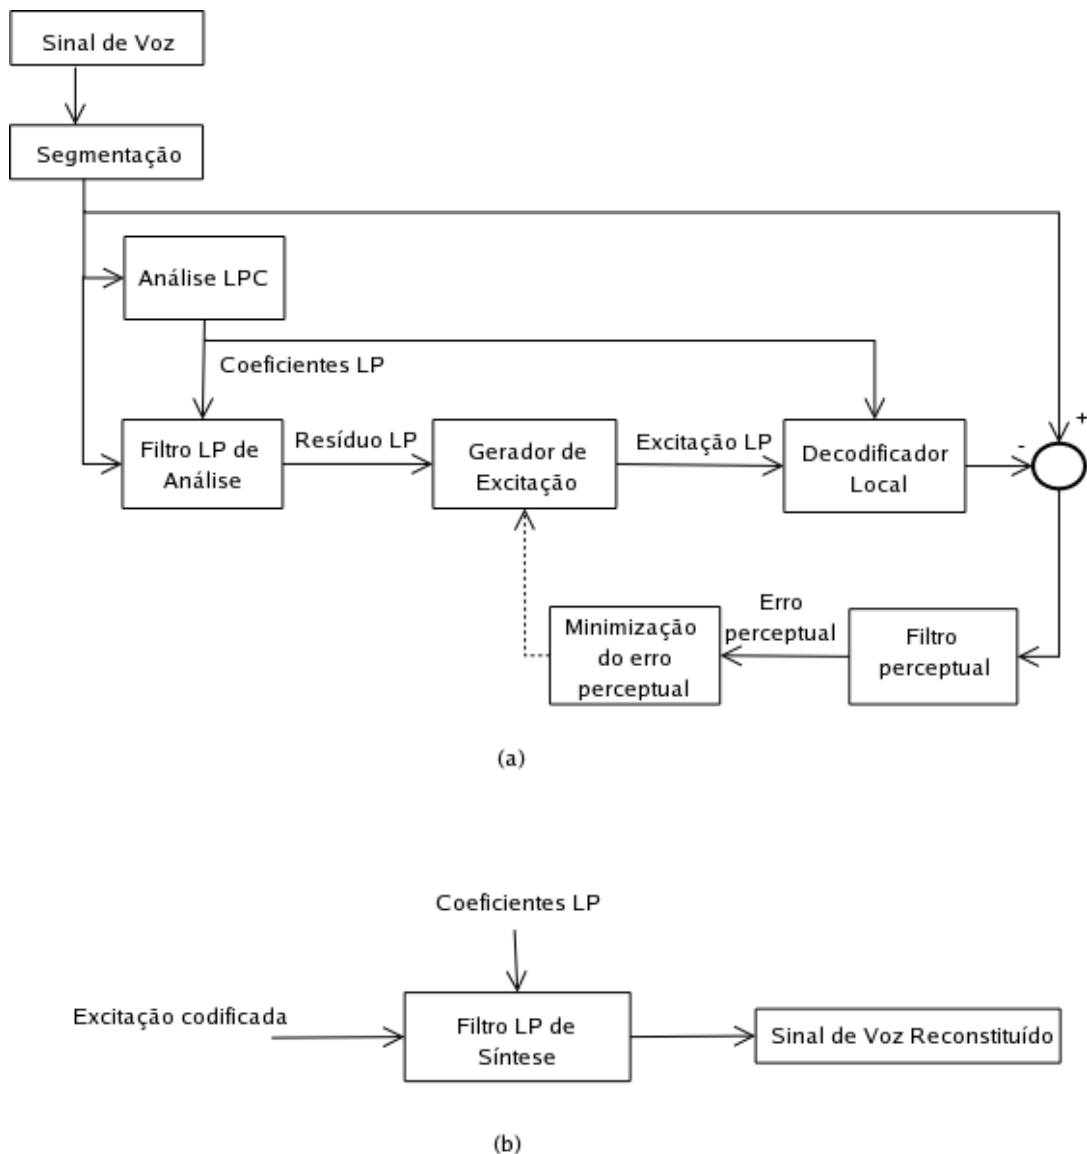 Sinal de Voz
Segmentação
Análise LPC
Coeficientes LP
+
Filtro LP de
Análise
Resíduo LP
Gerador de
Excitação
Excitação LP
Decodificador
Local
-
Minimização
do erro
perceptual
Erro
perceptual
Filtro
perceptual
(a)
Coeficientes LP
Excitação codificada
Filtro LP de
Síntese
Sinal de Voz Reconstituído
(b)